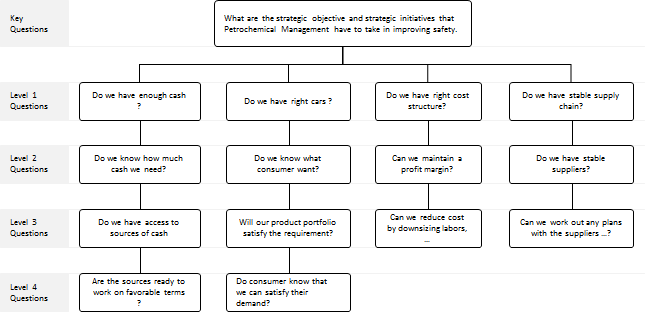 Key
Questions
What are the strategic objective and strategic initiatives that
Petrochemical Management have to take in improving safety.
Level 1
Questions
Do we have enough cash
?
Do we have right cars ?
Do we have right cost
structure?
Do we have stable supply
chain?
Level 2
Questions
Do we know how much
cash we need?
Do we know what
consumer want?
Can we maintain a
profit margin?
Do we have stable
suppliers?
Level 3
Questions
Do we have access to
sources of cash
Will our product portfolio
satisfy the requirement?
Can we reduce cost
by downsizing labors,
...
Can we work out any plans
with the suppliers ...?
Level 4
Questions
Are the sources ready to
work on favorable terms
?
Do consumer know that
we can satisfy their
demand?